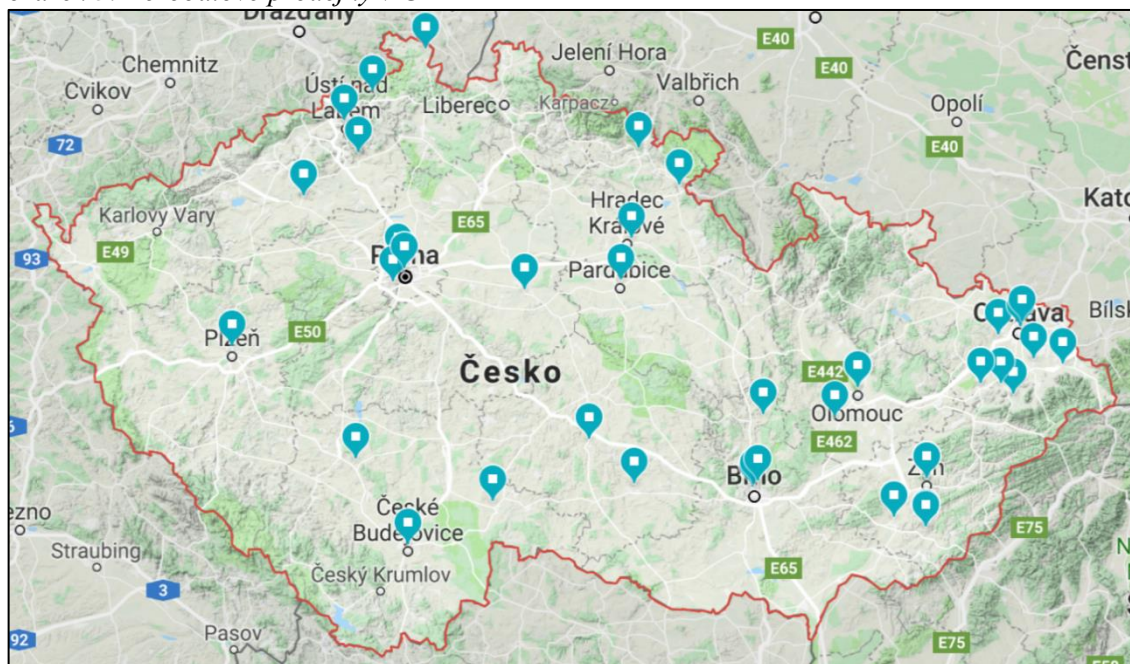 Drážďany
E40
Jelení Hora
E40
Čenst
Chemnitz
Cvikov
Ústí nad
Labem
Liberec
Karpacz
Valbřich
Opolí
72
E40
Karlovy Vary
E65
Hradec
Králové
Kato
93
E49
Praha
Pardubice
Plzeň
E50
Ostrava
Bílsk
Česko
E442
Olomouc
E462
Brno
Zlín
České
Budějovice
ezno
Straubing
E75
Český Krumlov
E65
3
Pasov
92
E75